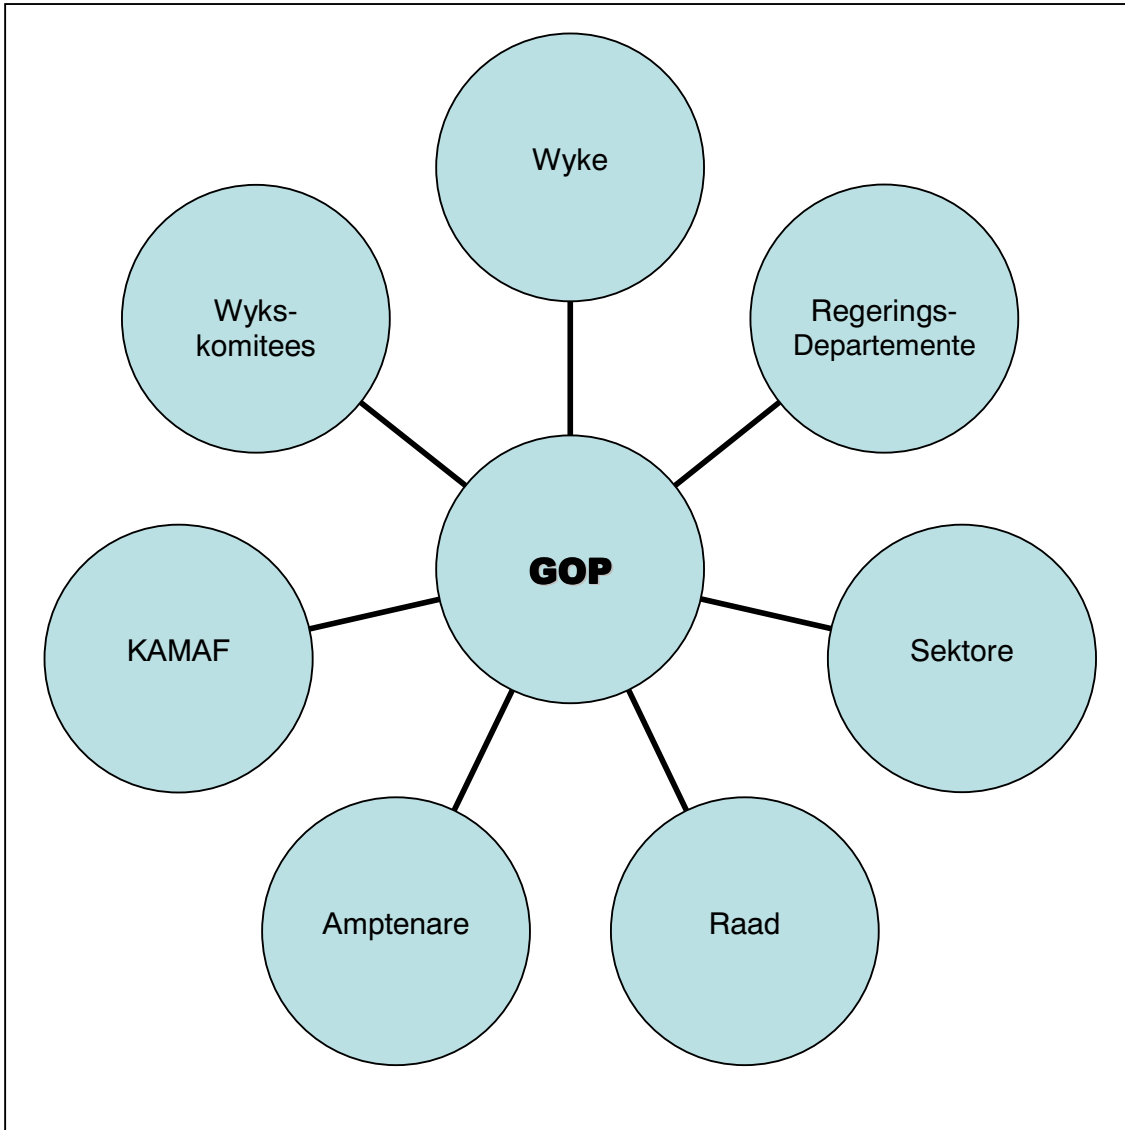 Wyke
Wyks-
komitees
Regerings-
Departemente
GOP
KAMAF
Sektore
Amptenare
Raad